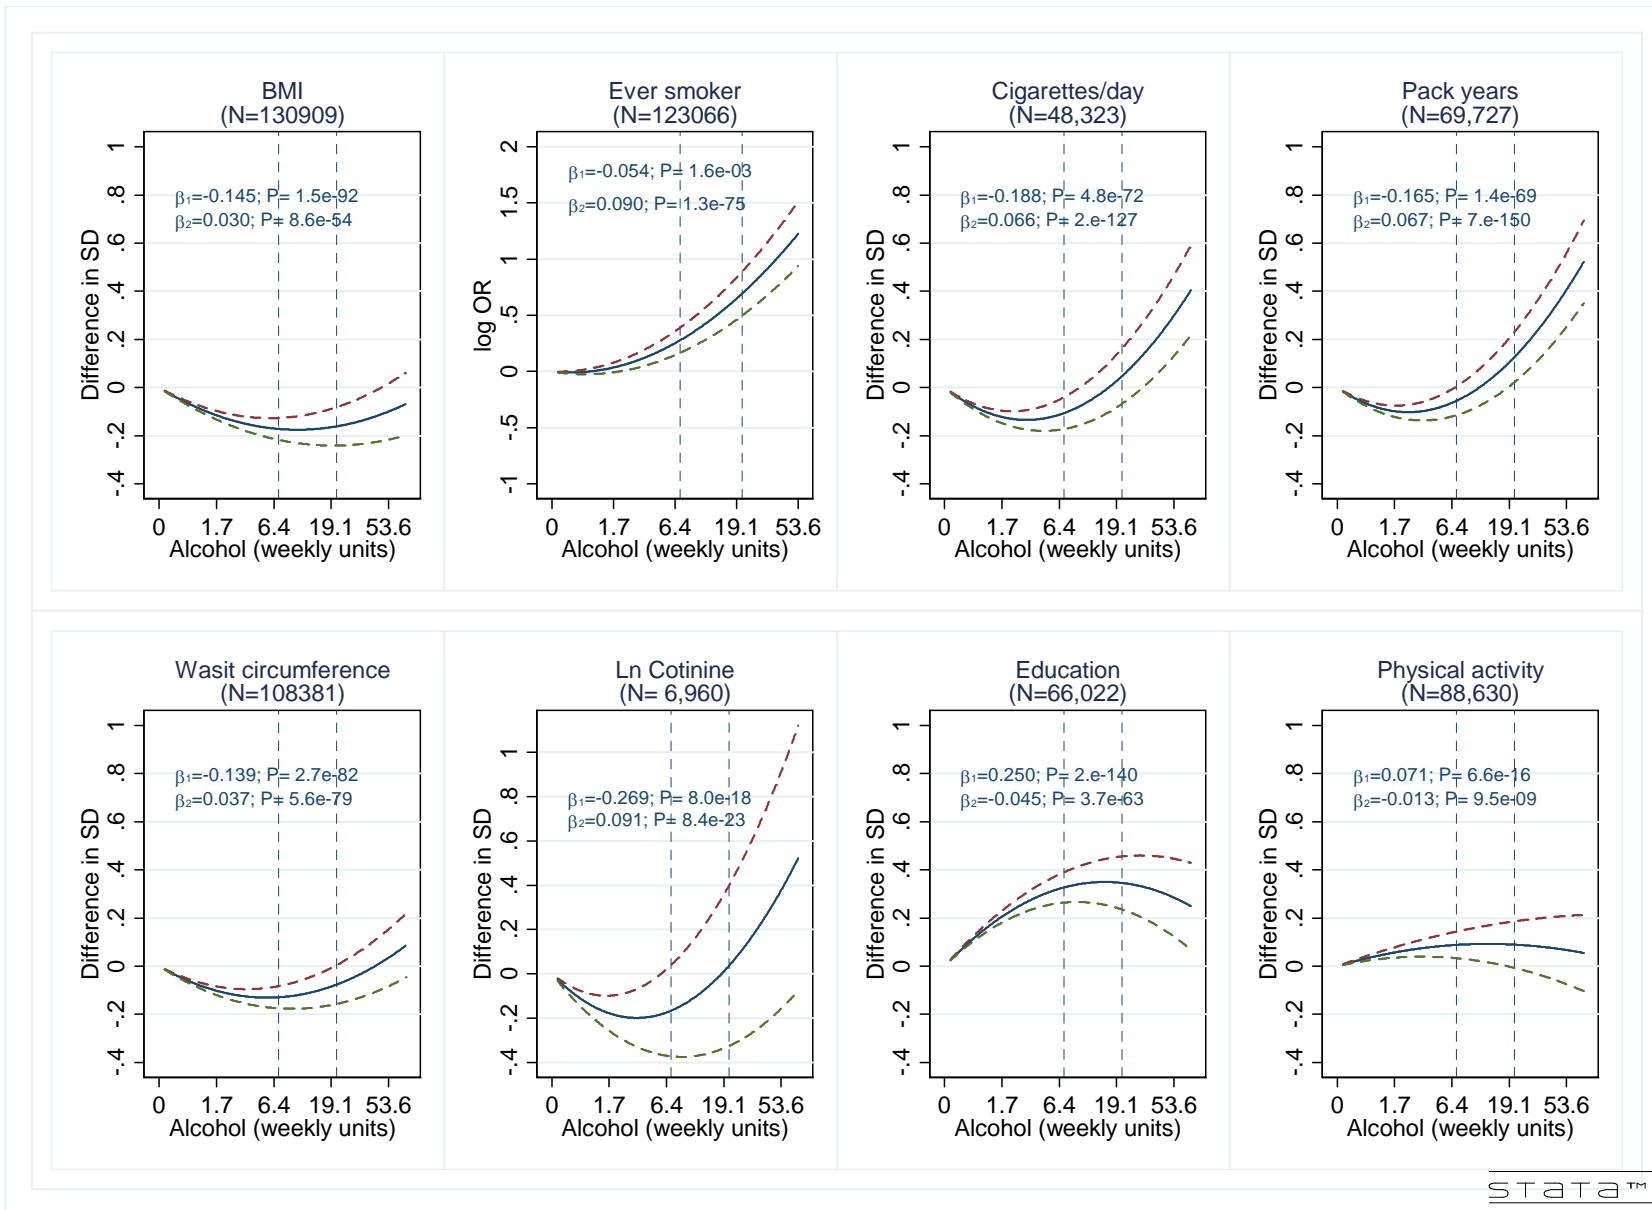 BMI
(N=130909)
1
.8
.6
.4
.2
0
-.2
-.4
Difference in SD
β1=-0.145; P= 1.5e-92
β2=0.030; P= 8.6e-54
0 1.7 6.4 19.1 53.6
Alcohol (weekly units)
Ever smoker
(N=123066)
2
1.5
1
.5
0
-.5
-1
log OR
β1=-0.054; P= 1.6e-03
β2=0.090; P=1.3e-75
0 1.7 6.4 19.1 53.6
Alcohol (weekly units)
Cigarettes/day
(N=48,323)
1
.8
.6
.4
.2
0
-.2
-.4
Difference in SD
β1=-0.188; P= 4.8e-72
β2=0.066; P= 2.e-127
0 1.7 6.4 19.1 53.6
Alcohol (weekly units)
Pack years
(N=69,727)
1
.8
.6
.4
.2
0
-.2
-.4
Difference in SD
β1=-0.165; P= 1.4e-69
β2=0.067; P= 7.e-150
0 1.7 6.4 19.1 53.6
Alcohol (weekly units)
Wasit circumference
(N=108381)
1
.8
.6
.4
.2
0
-.2
-.4
Difference in SD
β1=-0.139; P= 2.7e-82
β2=0.037; P= 5.6e-79
0 1.7 6.4 19.1 53.6
Alcohol (weekly units)
Ln Cotinine
(N= 6,960)
1
.8
.6
.4
.2
0
-.2
-.4
Difference in SD
β1=-0.269; P= 8.0e-18
β2=0.091; P= 8.4e-23
0 1.7 6.4 19.1 53.6
Alcohol (weekly units)
Education
(N=66,022)
1
.8
.6
.4
.2
0
-.2
-.4
Difference in SD
β1=0.250; P= 2.e-140
β2=-0.045; P= 3.7e-63
0 1.7 6.4 19.1 53.6
Alcohol (weekly units)
Physical activity
(N=88,630)
1
.8
.6
.4
.2
0
-.2
-.4
Difference in SD
β1=0.071; P= 6.6e-16
β2=-0.013; P= 9.5e-09
0 1.7 6.4 19.1 53.6
Alcohol (weekly units)
STaTa™